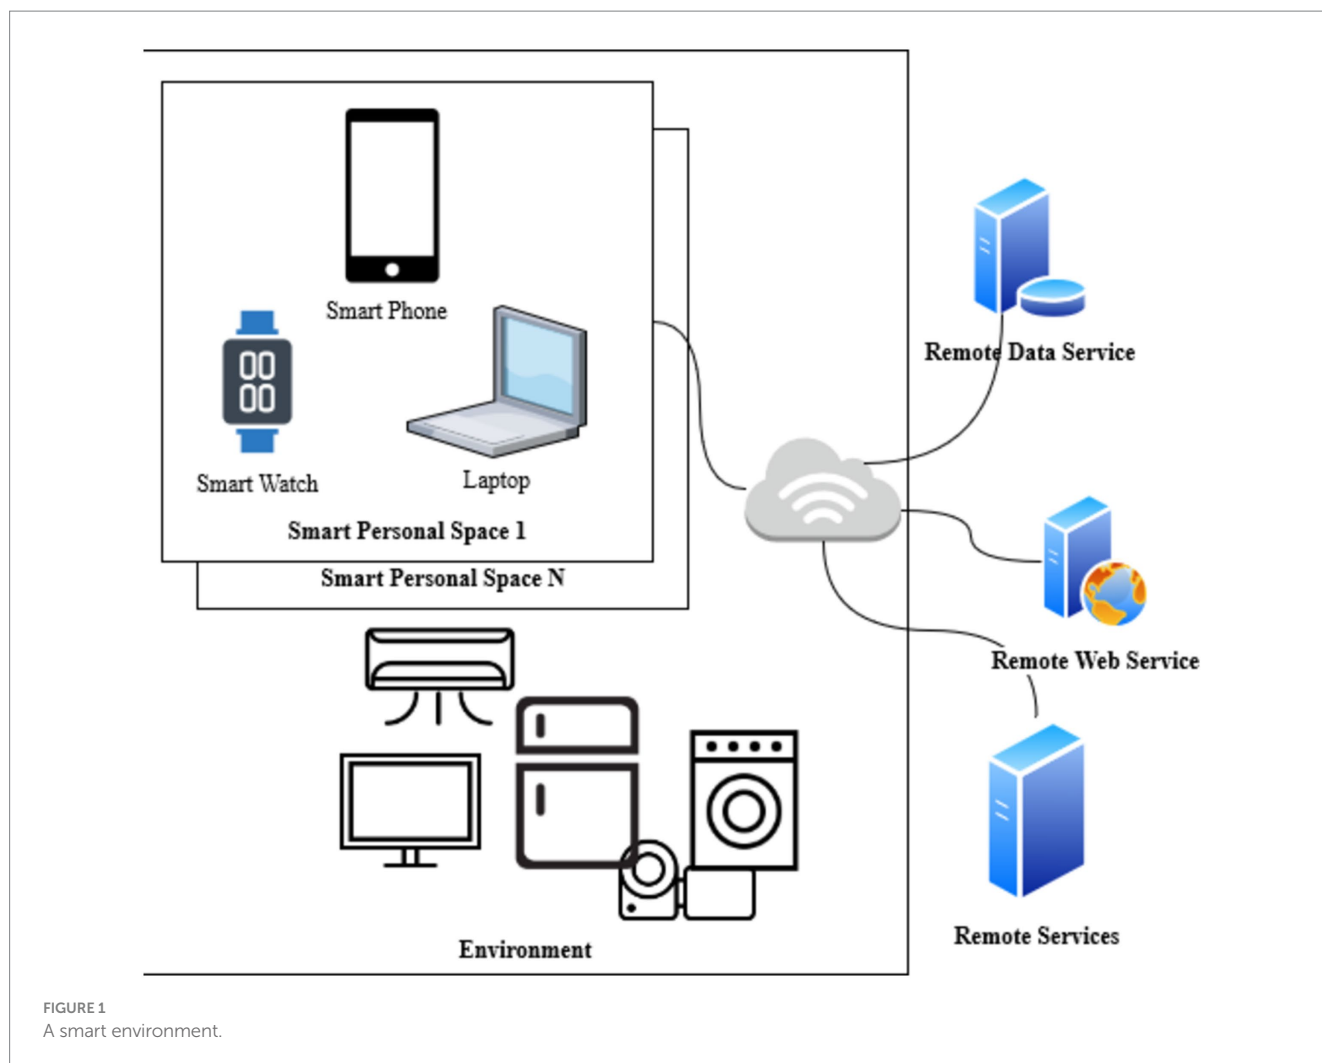 Smart Phone
Smart Watch
Laptop
Smart Personal Space 1
Smart Personal Space N
Remote Data Service
Remote Web Service
Remote Services
Environment
FIGURE 1
A smart environment.